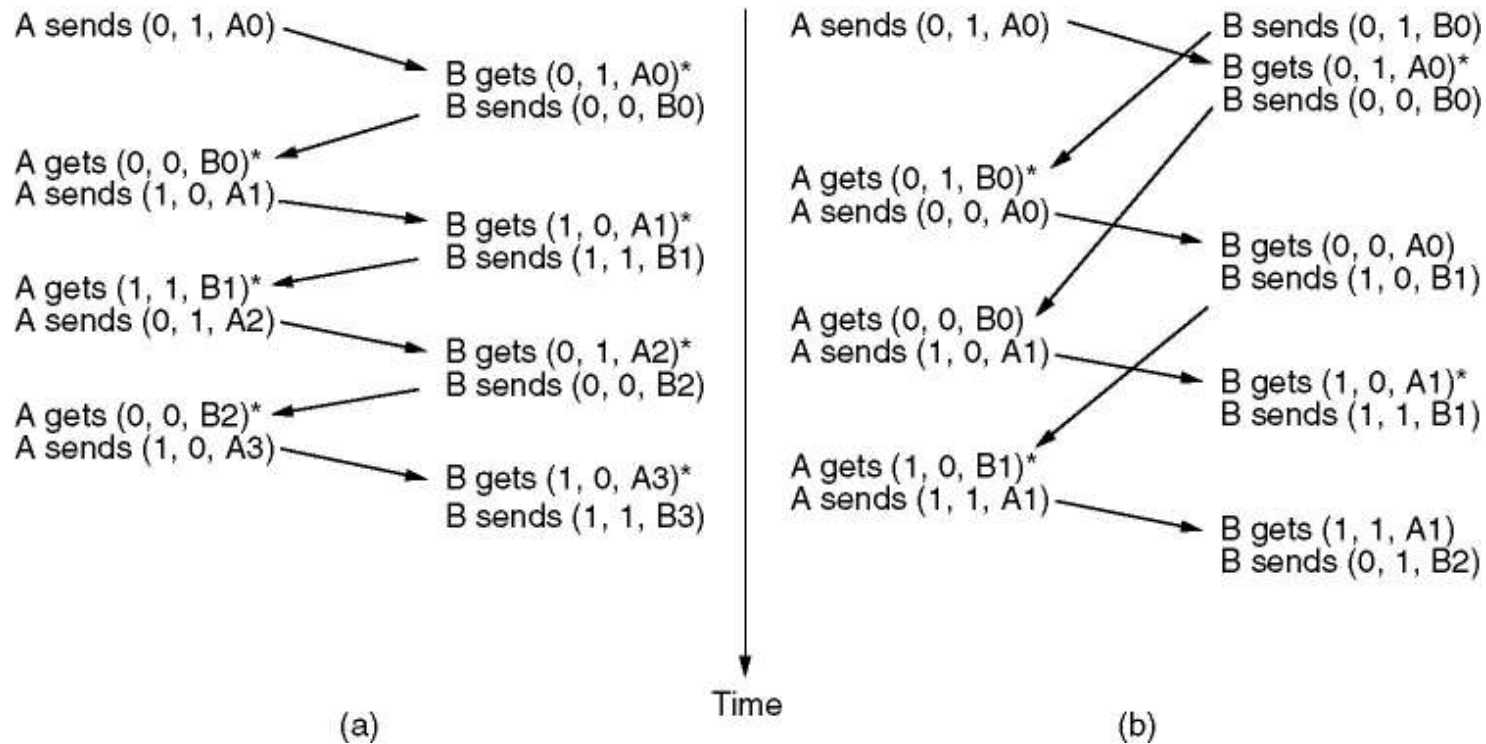 A sends (0, 1, A0)
B gets (0, 1, A0)*
B sends (0, 0, B0)
A gets (0, 0, B0)*
A sends (1, 0, A1)
B gets (1, 0, A1)*
B sends (1, 1, B1)
A gets (1, 1, B1)*
A sends (0, 1, A2)
B gets (0, 1, A2)*
B sends (0, 0, B2)
A gets (0, 0, B2)*
A sends (1, 0, A3)
B gets (1, 0, A3)*
B sends (1, 1, B3)
(a)
Time
A sends (0, 1, A0)
B sends (0, 1, B0)
B gets (0, 1, A0)*
B sends (0, 0, B0)
A gets (0, 1, B0)*
A sends (0, 0, A0)
B gets (0, 0, A0)
B sends (1, 0, B1)
A gets (0, 0, B0)
A sends (1, 0, A1)
B gets (1, 0, A1)*
B sends (1, 1, B1)
A gets (1, 0, B1)*
A sends (1, 1, A1)
B gets (1, 1, A1)
B sends (0, 1, B2)
(b)